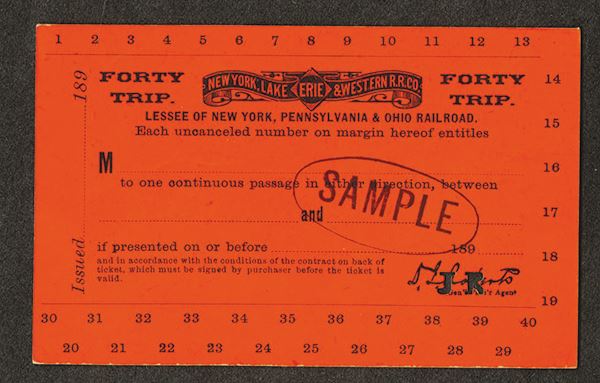 1 2 3 4 5 6 7 8 9 10 11 12 13
FORTY TRIP.
NEW YORK, LAKE ERIE & WESTERN R.R. CO.
FORTY TRIP.
14
LESSEE OF NEW YORK, PENNSYLVANIA & OHIO RAILROAD.
15
Each uncanceled number on margin hereof entitles
M
16
to one continuous passage in either direction, between
SAMPLE
17
and
if presented on or before 189
18
and in accordance with the conditions of the contract on back of
ticket, which must be signed by purchaser before the ticket is
valid.
J R
Agent
19
Issued 189
30 31 32 33 34 35 36 37 38 39 40
20 21 22 23 24 25 26 27 28 29